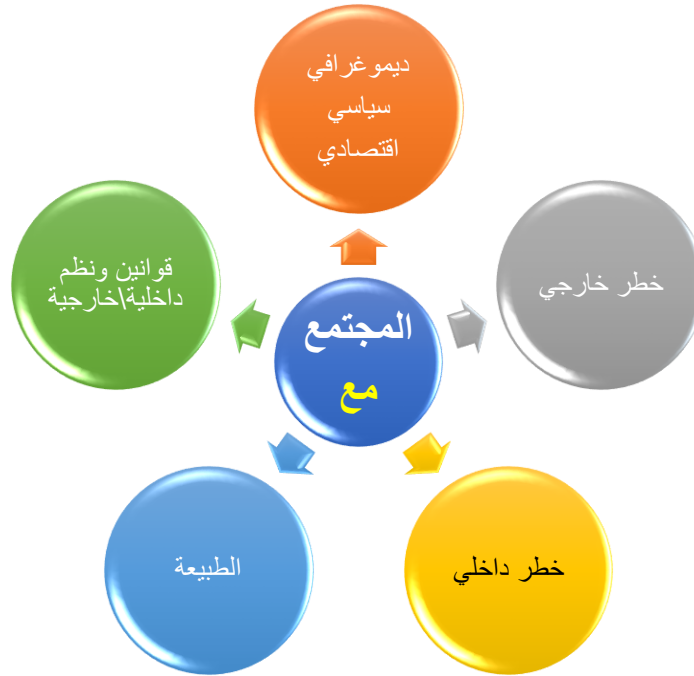 ديموغرافي
سياسي
اقتصادي
خطر خارجي
قوانين ونظم
داخلية\خارجية
المجتمع
مع
خطر داخلي
الطبيعة